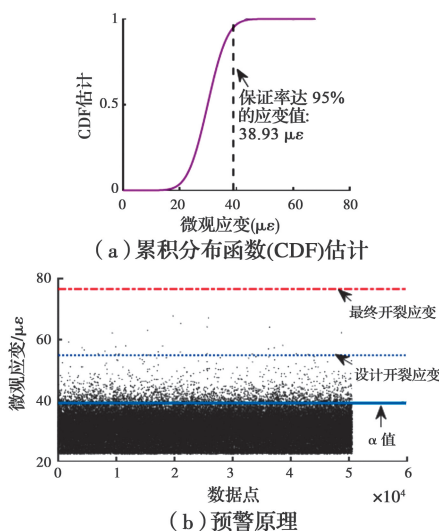 1
0.5
0
CDF估计
保证率达 95%
的应变值:
38.93 με
0 20 40 60 80
微观应变(με)
(a)累积分布函数(CDF)估计
80
60
40
20
微观应变/με
最终开裂应变
设计开裂应变
α 值
0 1 2 3 4 5 6
数据点
×10⁴
(b)预警原理